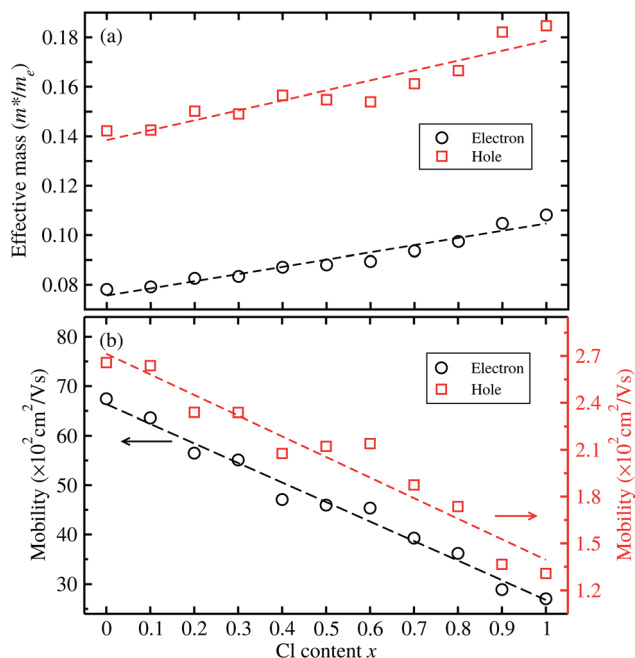 (a)
Effective mass (m*/mₑ)
0.18
0.16
0.14
0.12
0.10
0.08
Electron
Hole
(b)
Mobility (×10²cm²/Vs)
80
70
60
50
40
30
Electron
Hole
2.7
2.4
2.1
1.8
1.5
1.2
Mobility (×10²cm²/Vs)
0 0.1 0.2 0.3 0.4 0.5 0.6 0.7 0.8 0.9 1
Cl content x